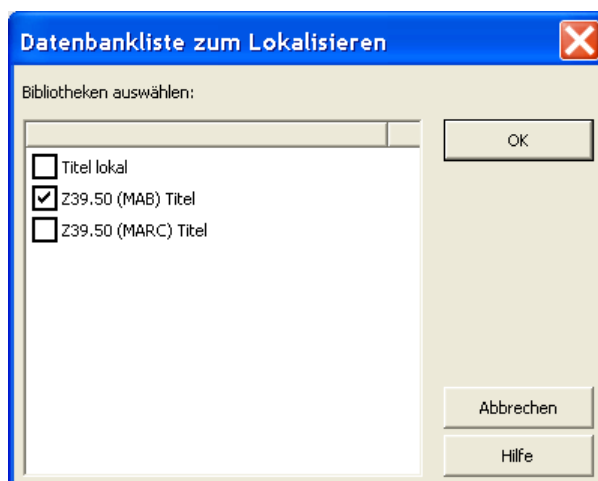 Datenbankliste zum Lokalisieren
Bibliotheken auswählen:
OK
Titel lokal
Z39.50 (MAB) Titel
Z39.50 (MARC) Titel
Abbrechen
Hilfe